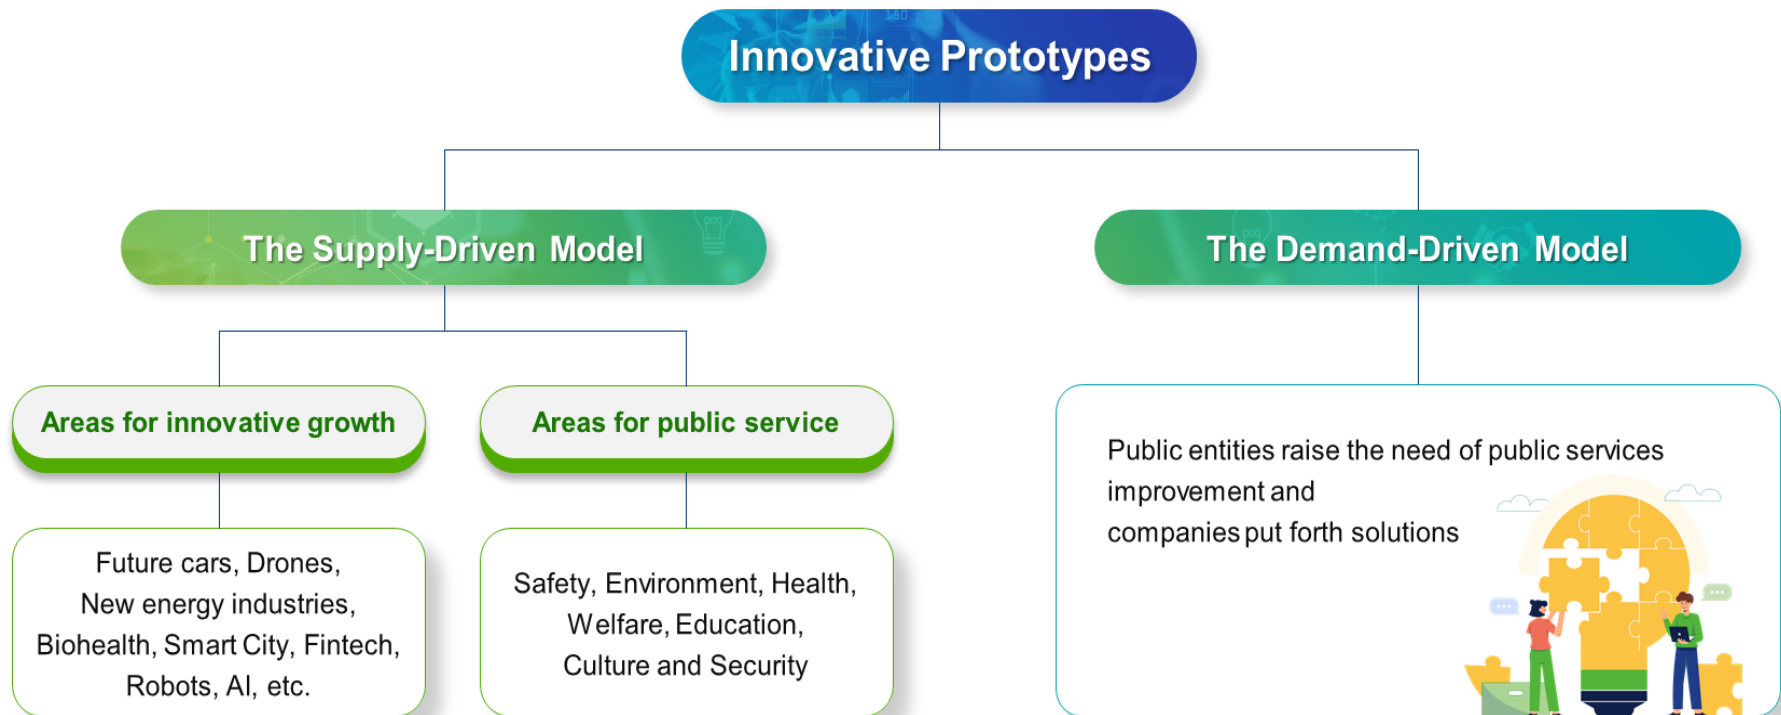 Innovative Prototypes
The Supply-Driven Model
The Demand-Driven Model
Areas for innovative growth
Areas for public service
Future cars, Drones,
New energy industries,
Biohealth, Smart City, Fintech,
Robots, AI, etc.
Safety, Environment, Health,
Welfare, Education,
Culture and Security
Public entities raise the need of public services
improvement and
companies put forth solutions